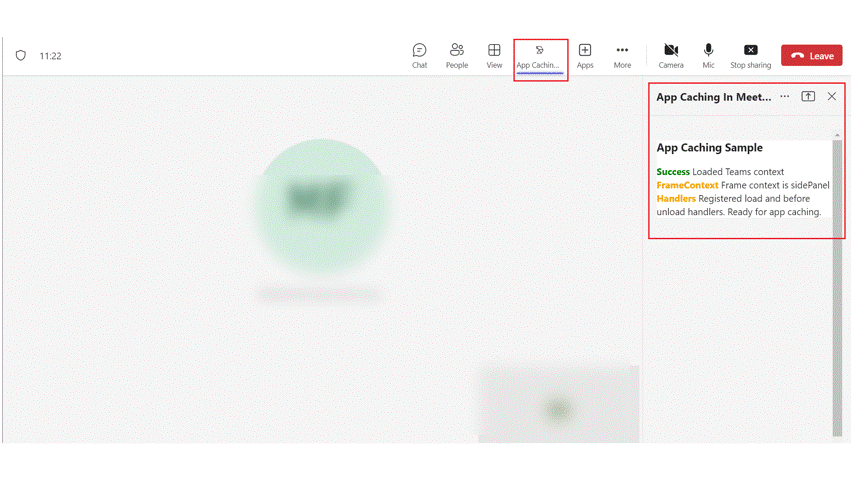 11:22
Chat
People
View
App Cachin...
Apps
More
Camera
Mic
Stop sharing
Leave
App Caching In Meet...
App Caching Sample
Success Loaded Teams context
FrameContext Frame context is sidePanel
Handlers Registered load and before
unload handlers. Ready for app caching.